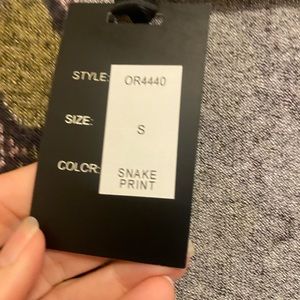 STYLE: OR4440
SIZE: S
COLOR: SNAKE
PRINT